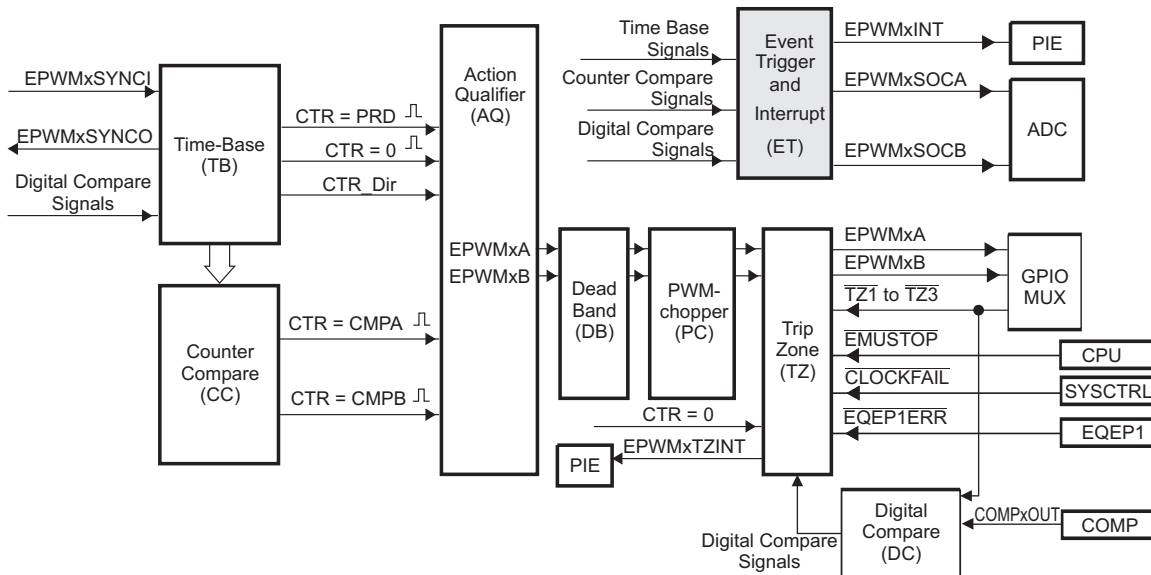 EPWMxSYNCI
EPWMxSYNCO
Digital Compare
Signals
Time-Base
(TB)
CTR = PRD
CTR = 0
CTR_Dir
Counter
Compare
(CC)
CTR = CMPA
CTR = CMPB
Action
Qualifier
(AQ)
EPWMxA
EPWMxB
Time Base
Signals
Counter Compare
Signals
Digital Compare
Signals
Event
Trigger
and
Interrupt
(ET)
EPWMxINT
EPWMxSOCA
EPWMxSOCB
PIE
ADC
Dead
Band
(DB)
PWM-
chopper
(PC)
Trip
Zone
(TZ)
EPWMxA
EPWMxB
TZ1 to TZ3
EMUSTOP
CLOCKFAIL
EQEP1ERR
GPIO
MUX
CPU
SYSCTRL
EQEP1
CTR = 0
EPWMxTZINT
PIE
Digital Compare
Signals
Digital
Compare
(DC)
COMPxOUT
COMP